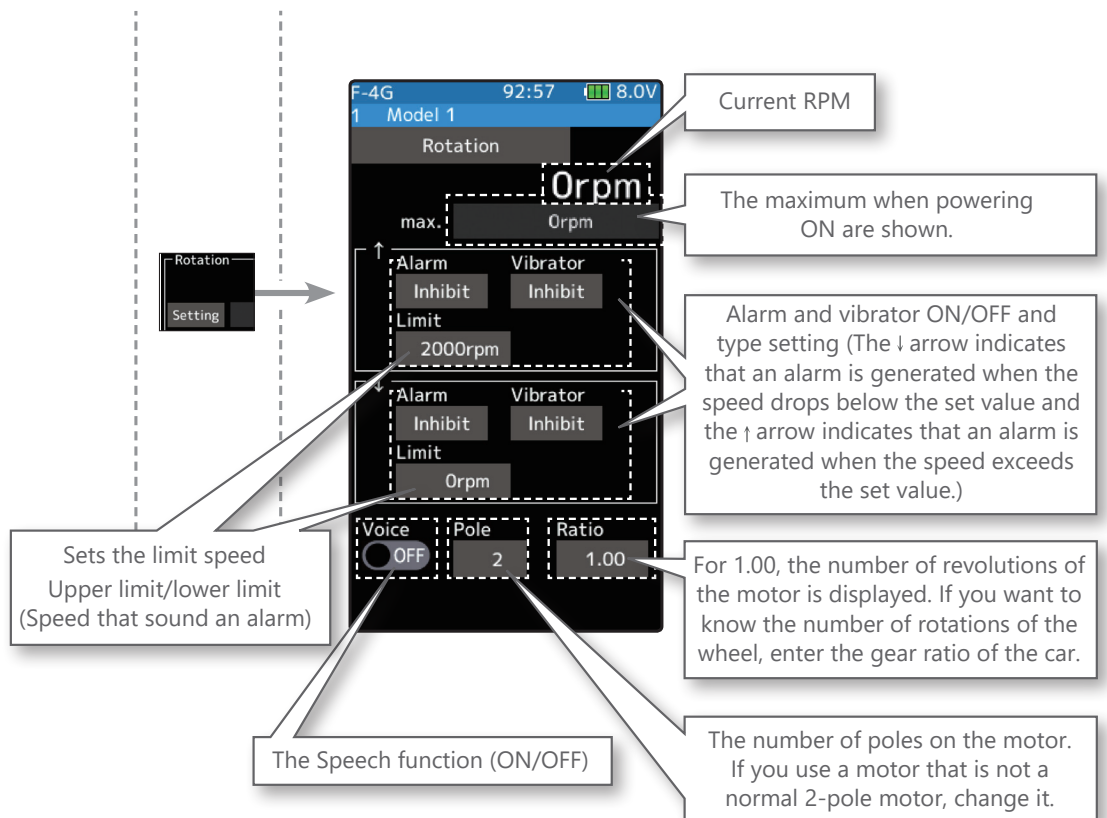 F-4G 92:57 8.0V
1 Model 1
Rotation
0rpm
max. 0rpm
↑
Alarm Vibrator
Inhibit Inhibit
Limit
2000rpm
↓
Alarm Vibrator
Inhibit Inhibit
Limit
0rpm
Voice Pole Ratio
OFF 2 1.00
Rotation
Setting
Current RPM
The maximum when powering
ON are shown.
Alarm and vibrator ON/OFF and
type setting (The ↓ arrow indicates
that an alarm is generated when the
speed drops below the set value and
the ↑ arrow indicates that an alarm is
generated when the speed exceeds
the set value.)
Sets the limit speed
Upper limit/lower limit
(Speed that sound an alarm)
For 1.00, the number of revolutions of
the motor is displayed. If you want to
know the number of rotations of the
wheel, enter the gear ratio of the car.
The Speech function (ON/OFF)
The number of poles on the motor.
If you use a motor that is not a
normal 2-pole motor, change it.